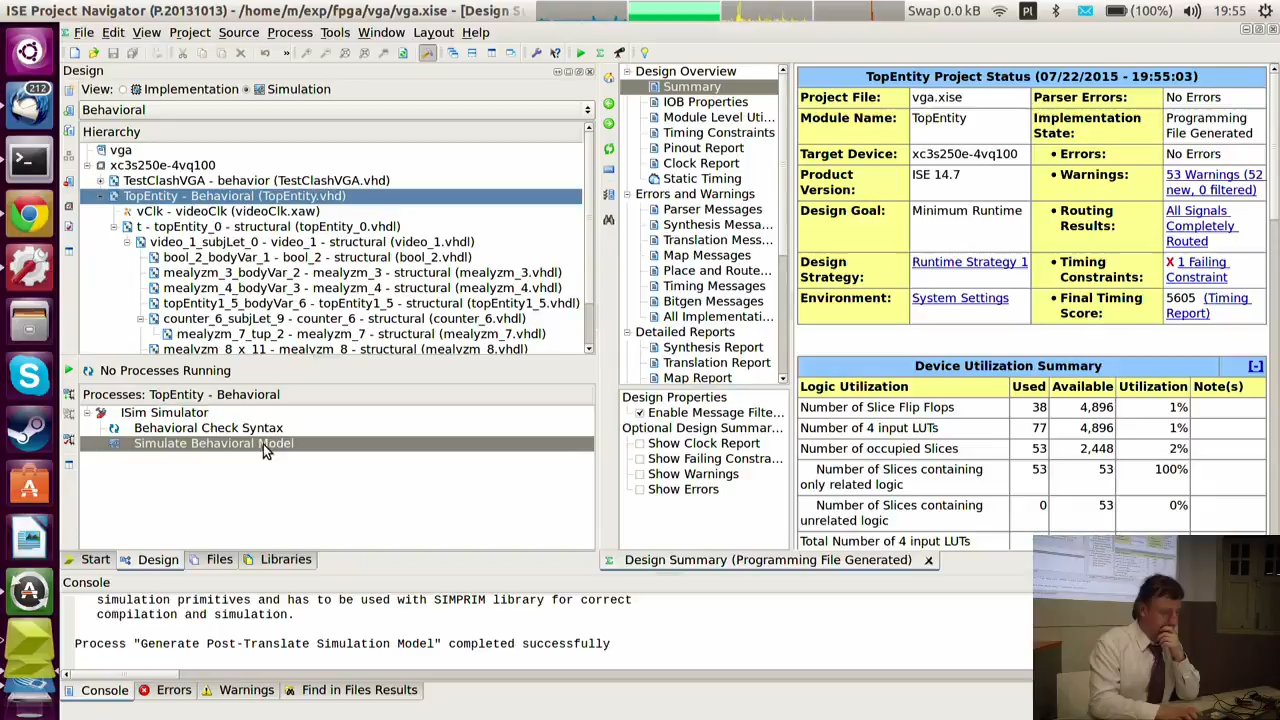 ISE Project Navigator (P.20131013) - /home/m/exp/fpga/vga/vga.xise - [Design S
Swap 0.0 kB
Pl
(100%)
19:55
File Edit View Project Source Process Tools Window Layout Help
Design
View: Implementation Simulation
Behavioral
Hierarchy
vga
xc3s250e-4vq100
TestClashVGA - behavior (TestClashVGA.vhd)
TopEntity - Behavioral (TopEntity.vhd)
vClk - videoClk (videoClk.xaw)
t - topEntity_0 - structural (topEntity_0.vhdl)
video_1_subjLet_0 - video_1 - structural (video_1.vhdl)
bool_2_bodyVar_1 - bool_2 - structural (bool_2.vhdl)
mealyzm_3_bodyVar_2 - mealyzm_3 - structural (mealyzm_3.vhdl)
mealyzm_4_bodyVar_3 - mealyzm_4 - structural (mealyzm_4.vhdl)
topEntity1_5_bodyVar_6 - topEntity1_5 - structural (topEntity1_5.vhdl)
counter_6_subjLet_9 - counter_6 - structural (counter_6.vhdl)
mealyzm_7_tup_2 - mealyzm_7 - structural (mealyzm_7.vhdl)
mealyzm_8_x_11 - mealyzm_8 - structural (mealyzm_8.vhdl)
No Processes Running
Processes: TopEntity - Behavioral
ISim Simulator
Behavioral Check Syntax
Simulate Behavioral Model
Start Design Files Libraries
Design Overview
Summary
IOB Properties
Module Level Uti...
Timing Constraints
Pinout Report
Clock Report
Static Timing
Errors and Warnings
Parser Messages
Synthesis Messa...
Translation Mess...
Map Messages
Place and Route...
Timing Messages
Bitgen Messages
All Implementati...
Detailed Reports
Synthesis Report
Translation Report
Map Report
Design Properties
Enable Message Filte...
Optional Design Summar...
Show Clock Report
Show Failing Constra...
Show Warnings
Show Errors
Design Summary (Programming File Generated)
TopEntity Project Status (07/22/2015 - 19:55:03)
Project File: vga.xise Parser Errors: No Errors
Module Name: TopEntity Implementation State: Programming File Generated
Target Device: xc3s250e-4vq100 • Errors: No Errors
Product Version: ISE 14.7 • Warnings: 53 Warnings (52 new, 0 filtered)
Design Goal: Minimum Runtime • Routing Results: All Signals Completely Routed
Design Strategy: Runtime Strategy 1 • Timing Constraints: X 1 Failing Constraint
Environment: System Settings • Final Timing Score: 5605 (Timing Report)
Device Utilization Summary [-]
Logic Utilization Used Available Utilization Note(s)
Number of Slice Flip Flops 38 4,896 1%
Number of 4 input LUTs 77 4,896 1%
Number of occupied Slices 53 2,448 2%
Number of Slices containing only related logic 53 53 100%
Number of Slices containing unrelated logic 0 53 0%
Total Number of 4 input LUTs
Console
simulation primitives and has to be used with SIMPRIM library for correct
compilation and simulation.
Process "Generate Post-Translate Simulation Model" completed successfully
Console Errors Warnings Find in Files Results
212